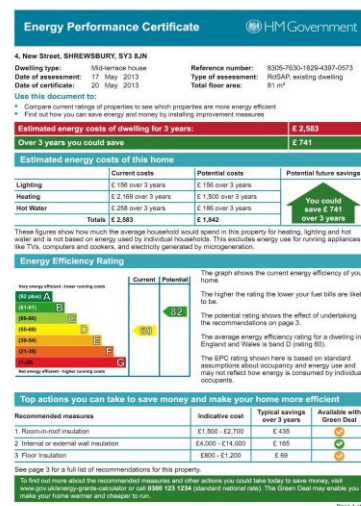 Energy Performance Certificate
HM Government
4, New Street, SHREWSBURY, SY3 8JN
Dwelling type: Mid-terrace house
Date of assessment: 17 May 2013
Date of certificate: 20 May 2013
Reference number: 8305-7630-1829-4397-0573
Type of assessment: RdSAP, existing dwelling
Total floor area: 81 m²
Use this document to:
• Compare current ratings of properties to see which properties are more energy efficient
• Find out how you can save energy and money by installing improvement measures
Estimated energy costs of dwelling for 3 years: £ 2,583
Over 3 years you could save £ 741
Estimated energy costs of this home
Current costs Potential costs Potential future savings
Lighting £ 156 over 3 years £ 156 over 3 years
Heating £ 2,169 over 3 years £ 1,500 over 3 years
Hot Water £ 258 over 3 years £ 186 over 3 years
Totals £ 2,583 £ 1,842
You could
save £ 741
over 3 years
These figures show how much the average household would spend in this property for heating, lighting and hot
water and is not based on energy used by individual households. This excludes energy use for running appliances
like TVs, computers and cookers, and electricity generated by microgeneration.
Energy Efficiency Rating
Current Potential
Very energy efficient - lower running costs
(92 plus) A
(81-91) B
(69-80) C
(55-68) D
(39-54) E
(21-38) F
(1-20) G
Not energy efficient - higher running costs
60
82
The graph shows the current energy efficiency of you
home.
The higher the rating the lower your fuel bills are likel
to be.
The potential rating shows the effect of undertaking
the recommendations on page 3.
The average energy efficiency rating for a dwelling in
England and Wales is band D (rating 60).
The EPC rating shown here is based on standard
assumptions about occupancy and energy use and
may not reflect how energy is consumed by individua
occupants.
Top actions you can take to save money and make your home more efficient
Recommended measures Indicative cost Typical savings over 3 years Available with Green Deal
1 Room-in-roof insulation £1,500 - £2,700 £ 435
2 Internal or external wall insulation £4,000 - £14,000 £ 165
3 Floor Insulation £800 - £1,200 £ 69
See page 3 for a full list of recommendations for this property.
To find out more about the recommended measures and other actions you could take today to save money, visit
www.gov.uk/energy-grants-calculator or call 0300 123 1234 (standard national rate). The Green Deal may enable you
make your home warmer and cheaper to run.